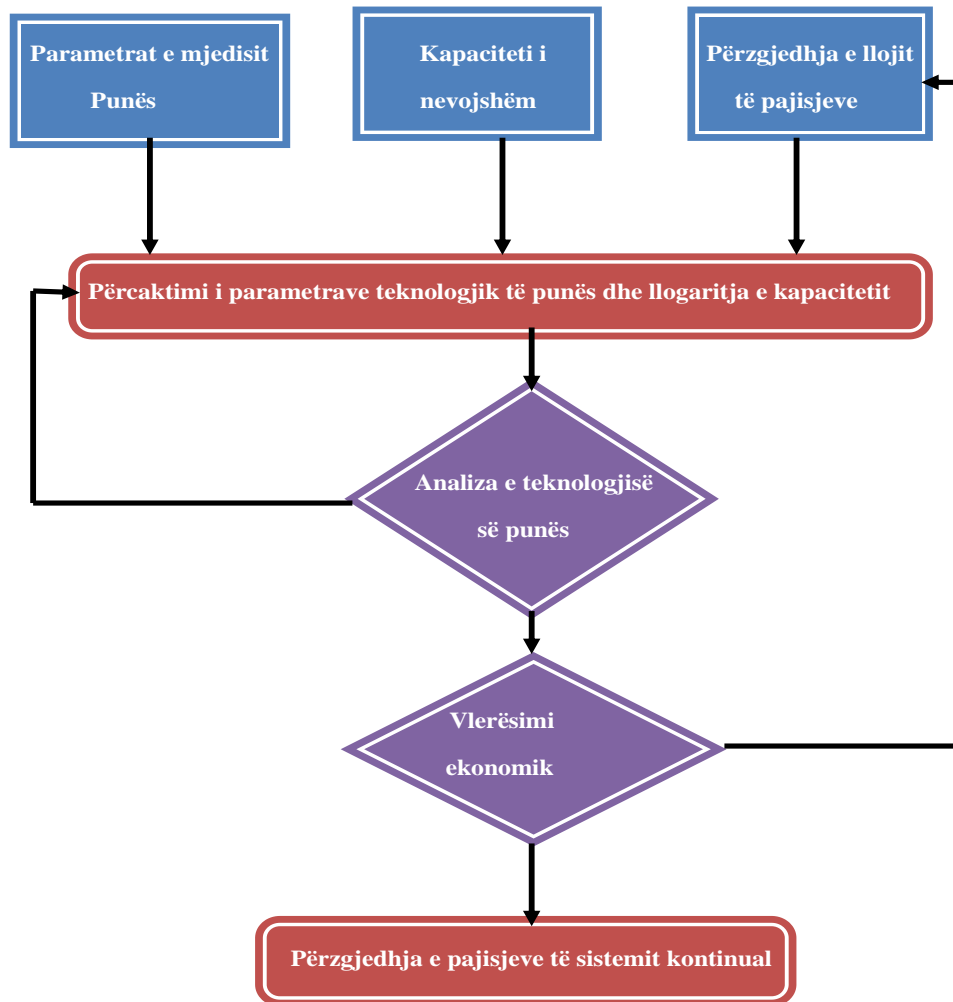 Parametrat e mjedisit
Punës
Kapaciteti i
nevojshëm
Përzgjedhja e llojit
të pajisjeve
Përcaktimi i parametrave teknologjik të punës dhe llogaritja e kapacitetit
Analiza e teknologjisë
së punës
Vlerësimi
ekonomik
Përzgjedhja e pajisjeve të sistemit kontinual